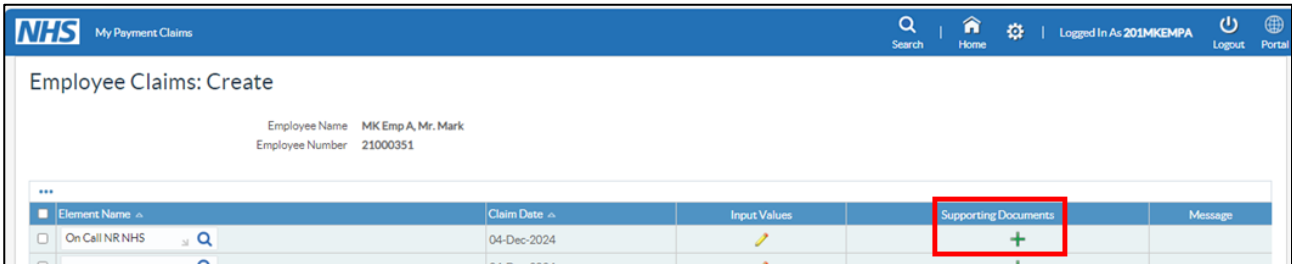 NHS My Payment Claims
Search | Home | Logged In As 201MKEMPA Logout Portal
Employee Claims: Create
Employee Name MK Emp A, Mr. Mark
Employee Number 21000351
Element Name Claim Date Input Values Supporting Documents Message
On Call NR NHS 04-Dec-2024